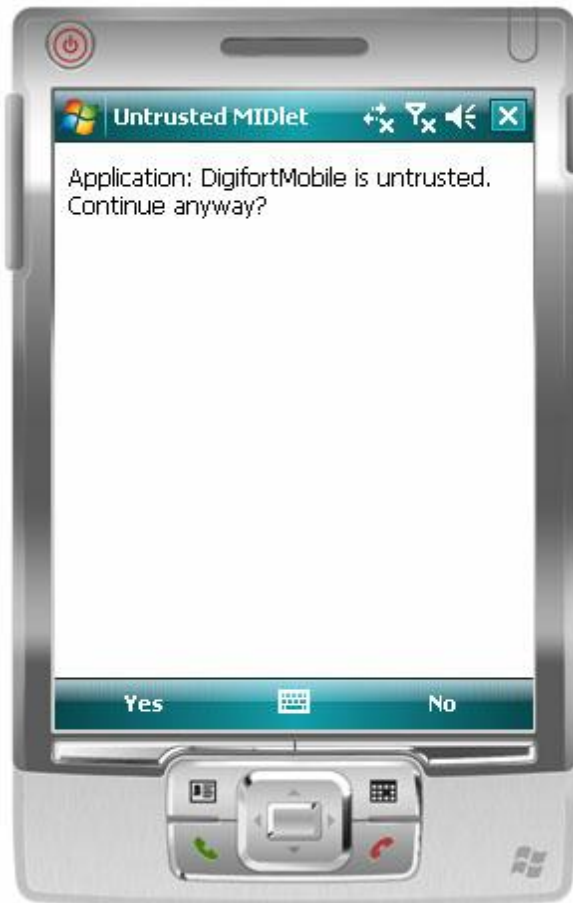 Untrusted MIDlet
Application: DigifortMobile is untrusted.
Continue anyway?
Yes
No